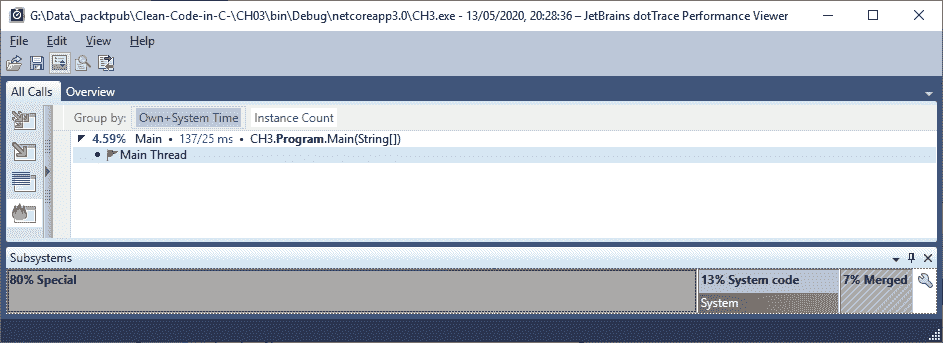 G:\Data\_packtpub\Clean-Code-in-C-\CH03\bin\Debug\netcoreapp3.0\CH3.exe - 13/05/2020, 20:28:36 – JetBrains dotTrace Performance Viewer
File Edit View Help
All Calls Overview
Group by: Own+System Time Instance Count
4.59% Main • 137/25 ms • CH3.Program.Main(String[])
Main Thread
Subsystems
80% Special 13% System code 7% Merged
System